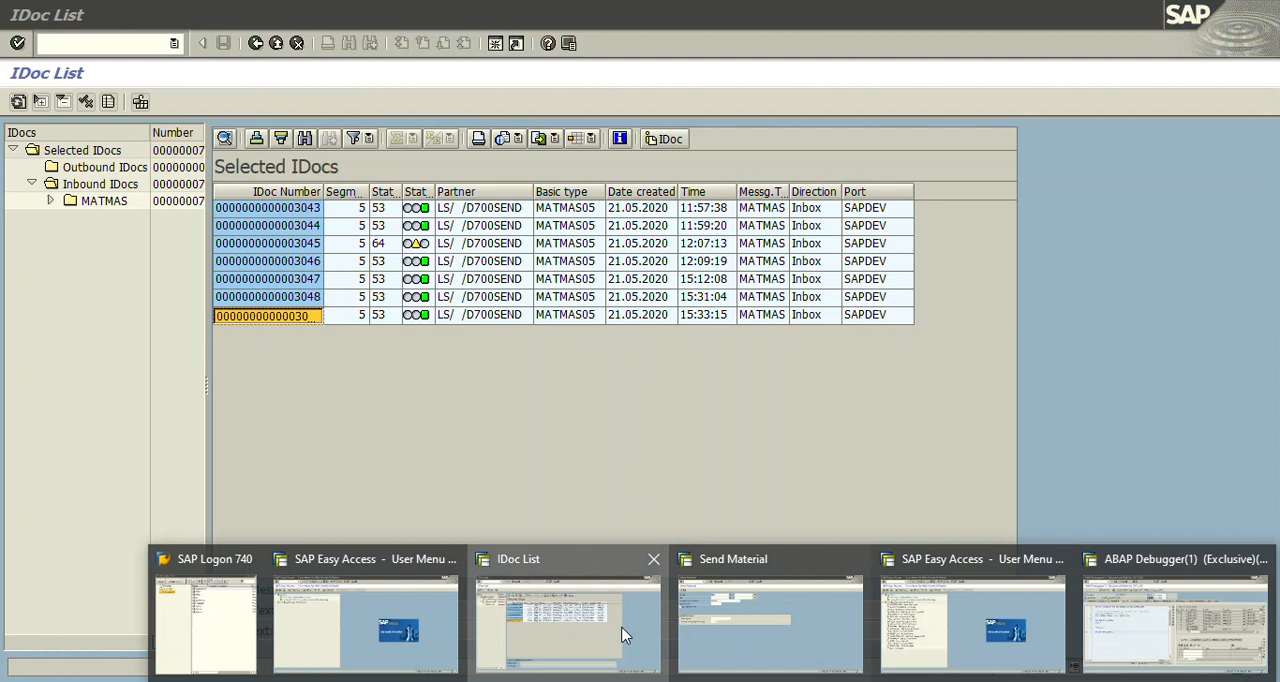 IDoc List
SAP
IDoc List
IDocs Number
Selected IDocs 00000007
Outbound IDocs 00000000
Inbound IDocs 00000007
MATMAS 00000007
IDoc
Selected IDocs
IDoc Number Segm... Stat... Stat... Partner Basic type Date created Time Messg.T... Direction Port
0000000000003043 5 53 LS/ /D700SEND MATMAS05 21.05.2020 11:57:38 MATMAS Inbox SAPDEV
0000000000003044 5 53 LS/ /D700SEND MATMAS05 21.05.2020 11:59:20 MATMAS Inbox SAPDEV
0000000000003045 5 64 LS/ /D700SEND MATMAS05 21.05.2020 12:07:13 MATMAS Inbox SAPDEV
0000000000003046 5 53 LS/ /D700SEND MATMAS05 21.05.2020 12:09:19 MATMAS Inbox SAPDEV
0000000000003047 5 53 LS/ /D700SEND MATMAS05 21.05.2020 15:12:08 MATMAS Inbox SAPDEV
0000000000003048 5 53 LS/ /D700SEND MATMAS05 21.05.2020 15:31:04 MATMAS Inbox SAPDEV
00000000000030... 5 53 LS/ /D700SEND MATMAS05 21.05.2020 15:33:15 MATMAS Inbox SAPDEV
SAP Logon 740 SAP Easy Access - User Menu ... IDoc List Send Material SAP Easy Access - User Menu ... ABAP Debugger(1) (Exclusive)(...